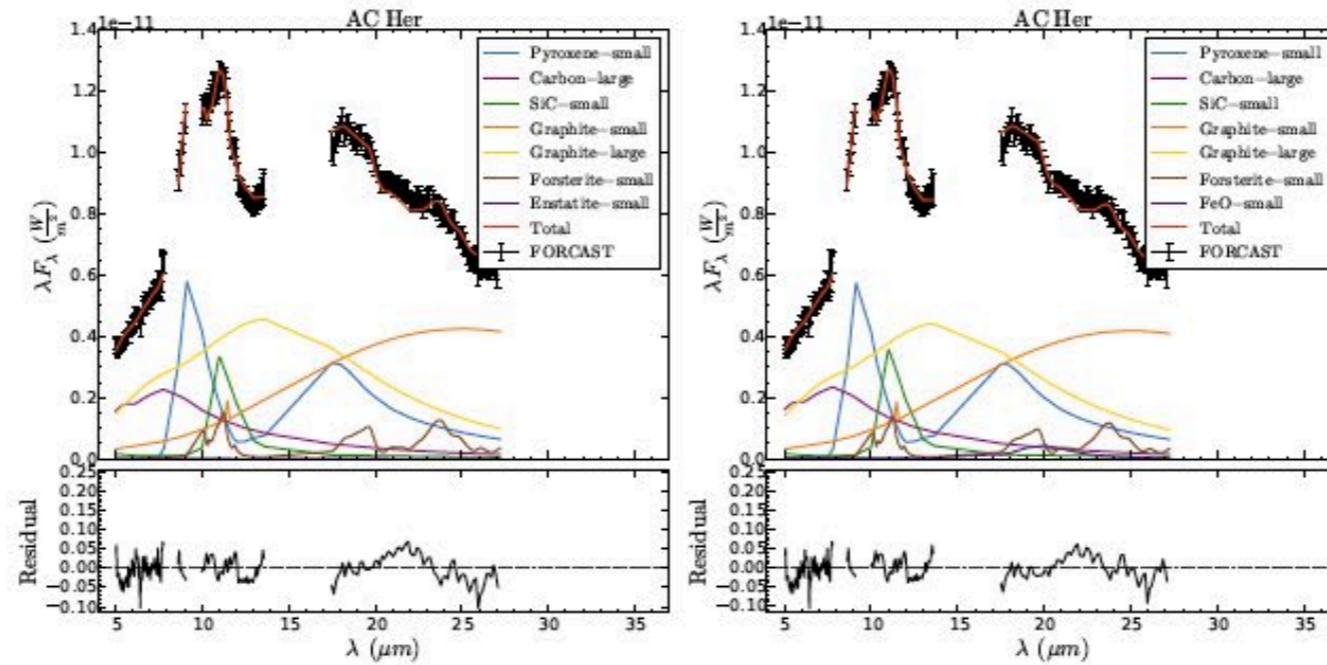 AC Her
1e−11
1.4
1.2
1.0
0.8
0.6
0.4
0.2
0.0
λFλ (W/m²)
Pyroxene−small
Carbon−large
SiC−small
Graphite−small
Graphite−large
Forsterite−small
Enstatite−small
Total
FORCAST
0.25
0.20
0.15
0.10
0.05
0.00
−0.05
−0.10
Residual
5 10 15 20 25 30 35
λ (μm)
AC Her
1e−11
1.4
1.2
1.0
0.8
0.6
0.4
0.2
0.0
λFλ (W/m²)
Pyroxene−small
Carbon−large
SiC−small
Graphite−small
Graphite−large
Forsterite−small
FeO−small
Total
FORCAST
0.25
0.20
0.15
0.10
0.05
0.00
−0.05
−0.10
Residual
5 10 15 20 25 30 35
λ (μm)